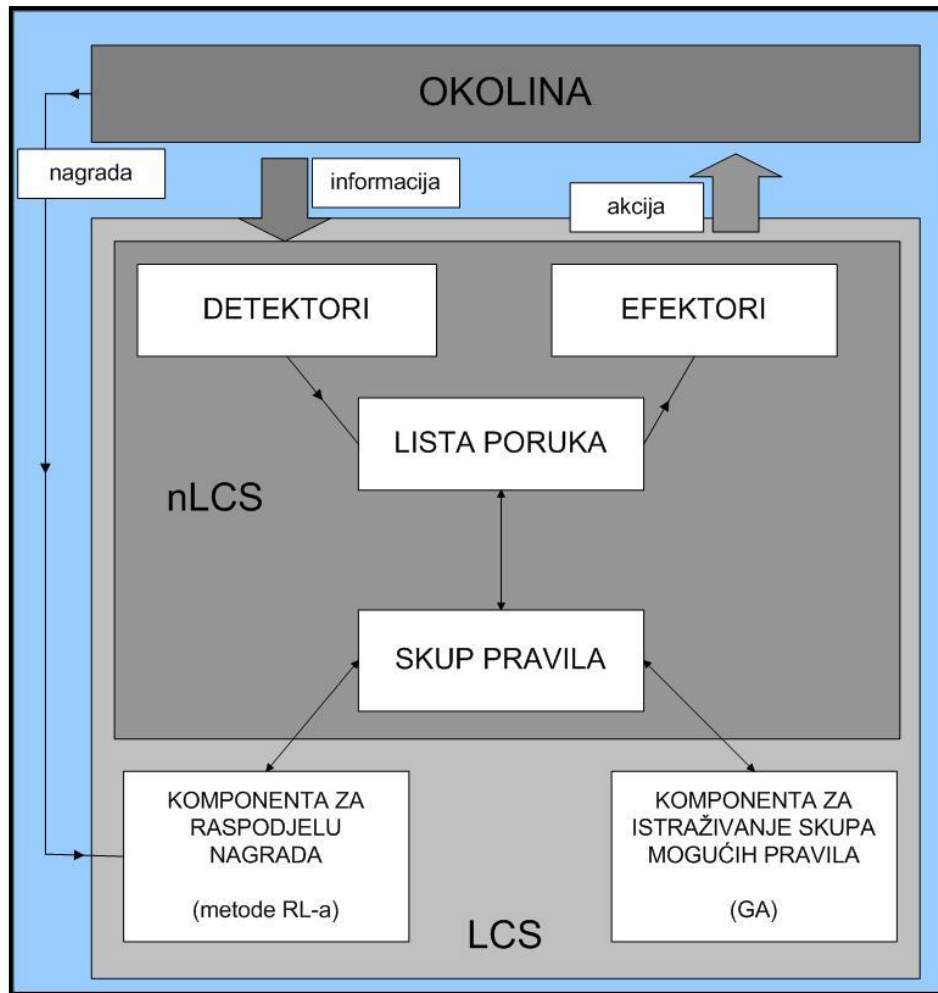 OKOLINA
nagrada
informacija
akcija
DETEKTORI
EFEKTORI
LISTA PORUKA
nLCS
SKUP PRAVILA
KOMPONENTA ZA
RASPODJELU
NAGRADA
(metode RL-a)
KOMPONENTA ZA
ISTRAŽIVANJE SKUPA
MOGUĆIH PRAVILA
(GA)
LCS